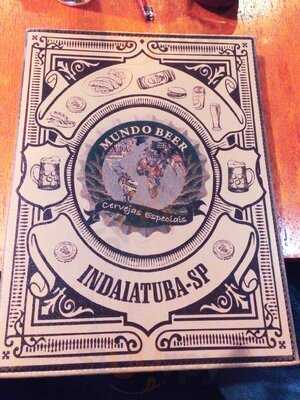 MUNDO BEER
Cervejas Especiais
INDAIATUBA-SP